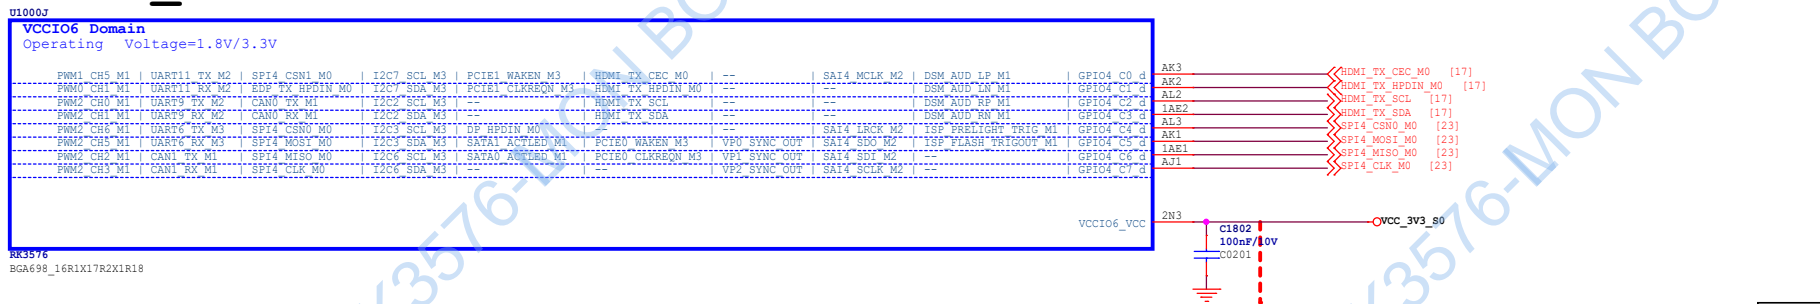 U1000J
VCCIO6 Domain
Operating Voltage=1.8V/3.3V
PWM1_CH5_M1 | UART11_TX_M2 | SPI4_CSN1_M0 | I2C7_SCL_M3 | PCIE1_WAKEN_M3 | HDMI_TX_CEC_M0 | -- | SAI4_MCLK_M2 | DSM_AUD_LP_M1 | GPIO4_C0_d AK3 HDMI_TX_CEC_M0 [17]
PWM0_CH1_M1 | UART11_RX_M2 | EDP_TX_HPDIN_M0 | I2C7_SDA_M3 | PCIE1_CLKREQN_M3 | HDMI_TX_HPDIN_M0 | -- | -- | DSM_AUD_LN_M1 | GPIO4_C1_d AK2 HDMI_TX_HPDIN_M0 [17]
PWM2_CH0_M1 | UART9_TX_M2 | CAN0_TX_M1 | I2C2_SCL_M3 | -- | HDMI_TX_SCL | -- | -- | DSM_AUD_RP_M1 | GPIO4_C2_d AL2 HDMI_TX_SCL [17]
PWM2_CH1_M1 | UART9_RX_M2 | CAN0_RX_M1 | I2C2_SDA_M3 | -- | HDMI_TX_SDA | -- | -- | DSM_AUD_RN_M1 | GPIO4_C3_d 1AE2 HDMI_TX_SDA [17]
PWM2_CH6_M1 | UART6_TX_M3 | SPI4_CSN0_M0 | I2C3_SCL_M3 | DP_HPDIN_M0 | -- | -- | SAI4_LRCK_M2 | ISP_PRELIGHT_TRIG_M1 | GPIO4_C4_d AL3 SPI4_CSN0_M0 [23]
PWM2_CH5_M1 | UART6_RX_M3 | SPI4_MOSI_M0 | I2C3_SDA_M3 | SATA1_ACTLED_M1 | PCIE0_WAKEN_M3 | VP0_SYNC_OUT | SAI4_SDO_M2 | ISP_FLASH_TRIGOUT_M1 | GPIO4_C5_d AK1 SPI4_MOSI_M0 [23]
PWM2_CH2_M1 | CAN1_TX_M1 | SPI4_MISO_M0 | I2C6_SCL_M3 | SATA0_ACTLED_M1 | PCIE0_CLKREQN_M3 | VP1_SYNC_OUT | SAI4_SDI_M2 | -- | GPIO4_C6_d 1AE1 SPI4_MISO_M0 [23]
PWM2_CH3_M1 | CAN1_RX_M1 | SPI4_CLK_M0 | I2C6_SDA_M3 | -- | -- | VP2_SYNC_OUT | SAI4_SCLK_M2 | -- | GPIO4_C7_d AJ1 SPI4_CLK_M0 [23]
VCCIO6_VCC 2N3 VCC_3V3_S0
C1802
100nF/10V
C0201
RK3576
BGA698_16R1X17R2X1R18